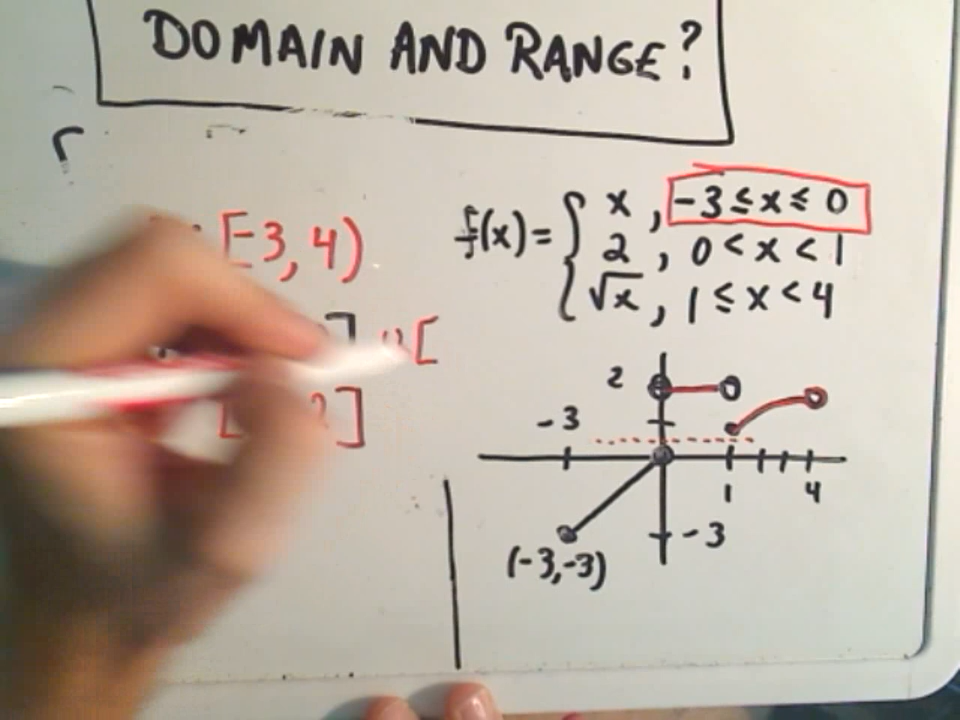 DOMAIN AND RANGE?
[-3, 4)
f(x) = { x , -3 ≤ x ≤ 0
2 , 0 < x < 1
√x , 1 ≤ x < 4
] [
[ 2]
2
-3
1 4
-3
(-3,-3)